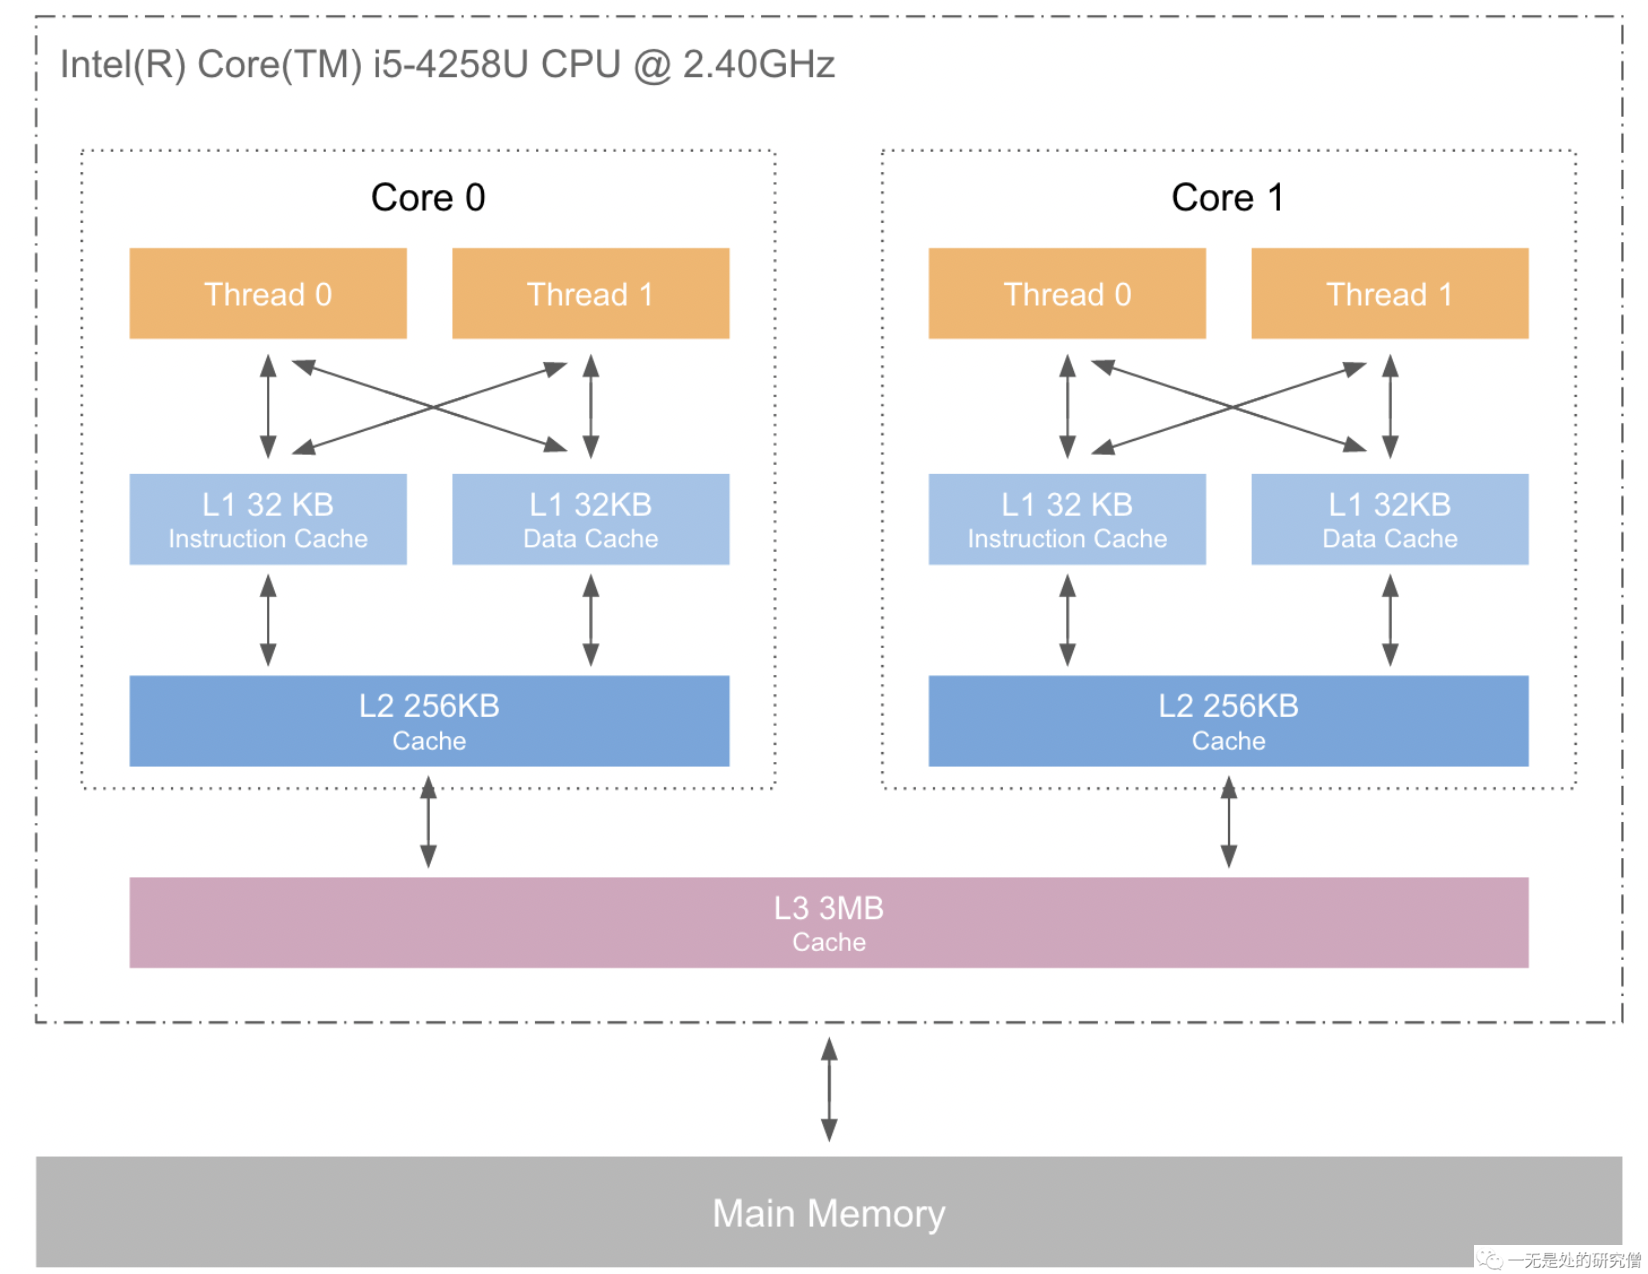 Intel(R) Core(TM) i5-4258U CPU @ 2.40GHz
Core 0
Thread 0
Thread 1
L1 32 KB
Instruction Cache
L1 32KB
Data Cache
L2 256KB
Cache
Core 1
Thread 0
Thread 1
L1 32 KB
Instruction Cache
L1 32KB
Data Cache
L2 256KB
Cache
L3 3MB
Cache
Main Memory
一无是处的研究僧